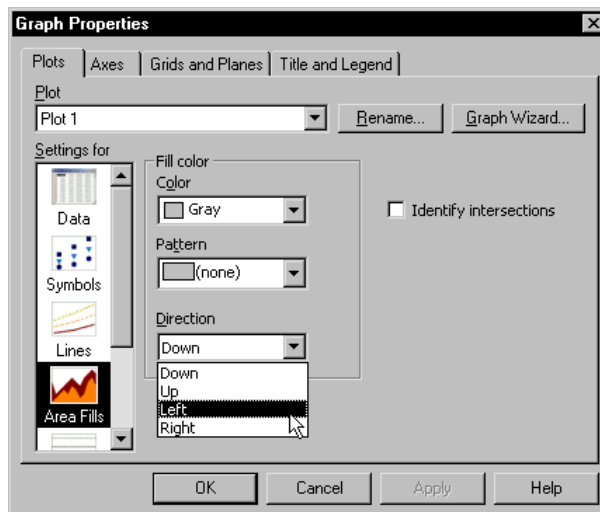 Graph Properties
Plots Axes Grids and Planes Title and Legend
Plot
Plot 1 Rename... Graph Wizard...
Settings for
Data
Symbols
Lines
Area Fills
Fill color
Color
Gray
Pattern
(none)
Direction
Down
Down
Up
Left
Right
Identify intersections
OK Cancel Apply Help